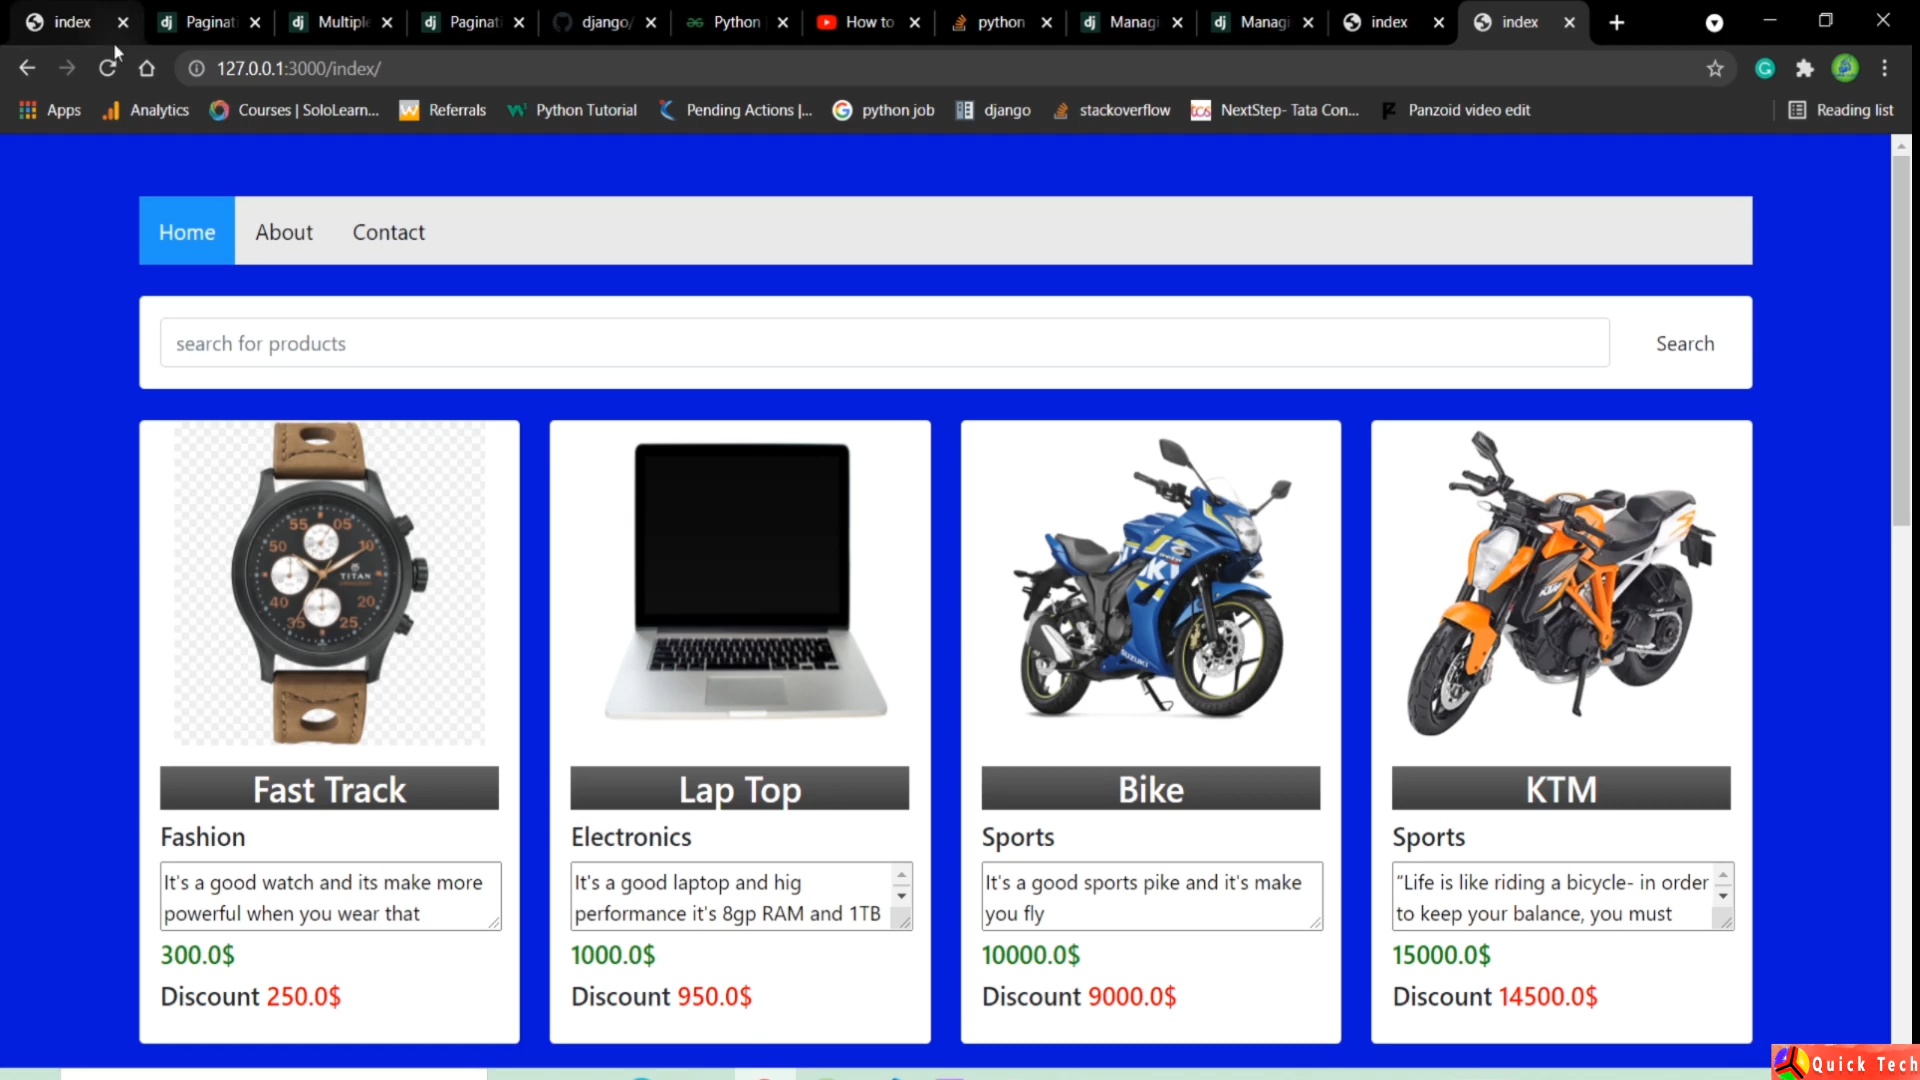 index
Paginati
Multiple
Paginati
django/
Python
How to
python
Managi
Managi
index
index
127.0.0.1:3000/index/
Apps
Analytics
Courses | SoloLearn...
Referrals
Python Tutorial
Pending Actions |...
python job
django
stackoverflow
NextStep- Tata Con...
Panzoid video edit
Reading list
Home About Contact
search for products
Search
Fast Track
Fashion
It's a good watch and its make more
powerful when you wear that
300.0$
Discount 250.0$
Lap Top
Electronics
It's a good laptop and hig
performance it's 8gp RAM and 1TB
1000.0$
Discount 950.0$
Bike
Sports
It's a good sports pike and it's make
you fly
10000.0$
Discount 9000.0$
KTM
Sports
“Life is like riding a bicycle- in order
to keep your balance, you must
15000.0$
Discount 14500.0$
Quick Tech